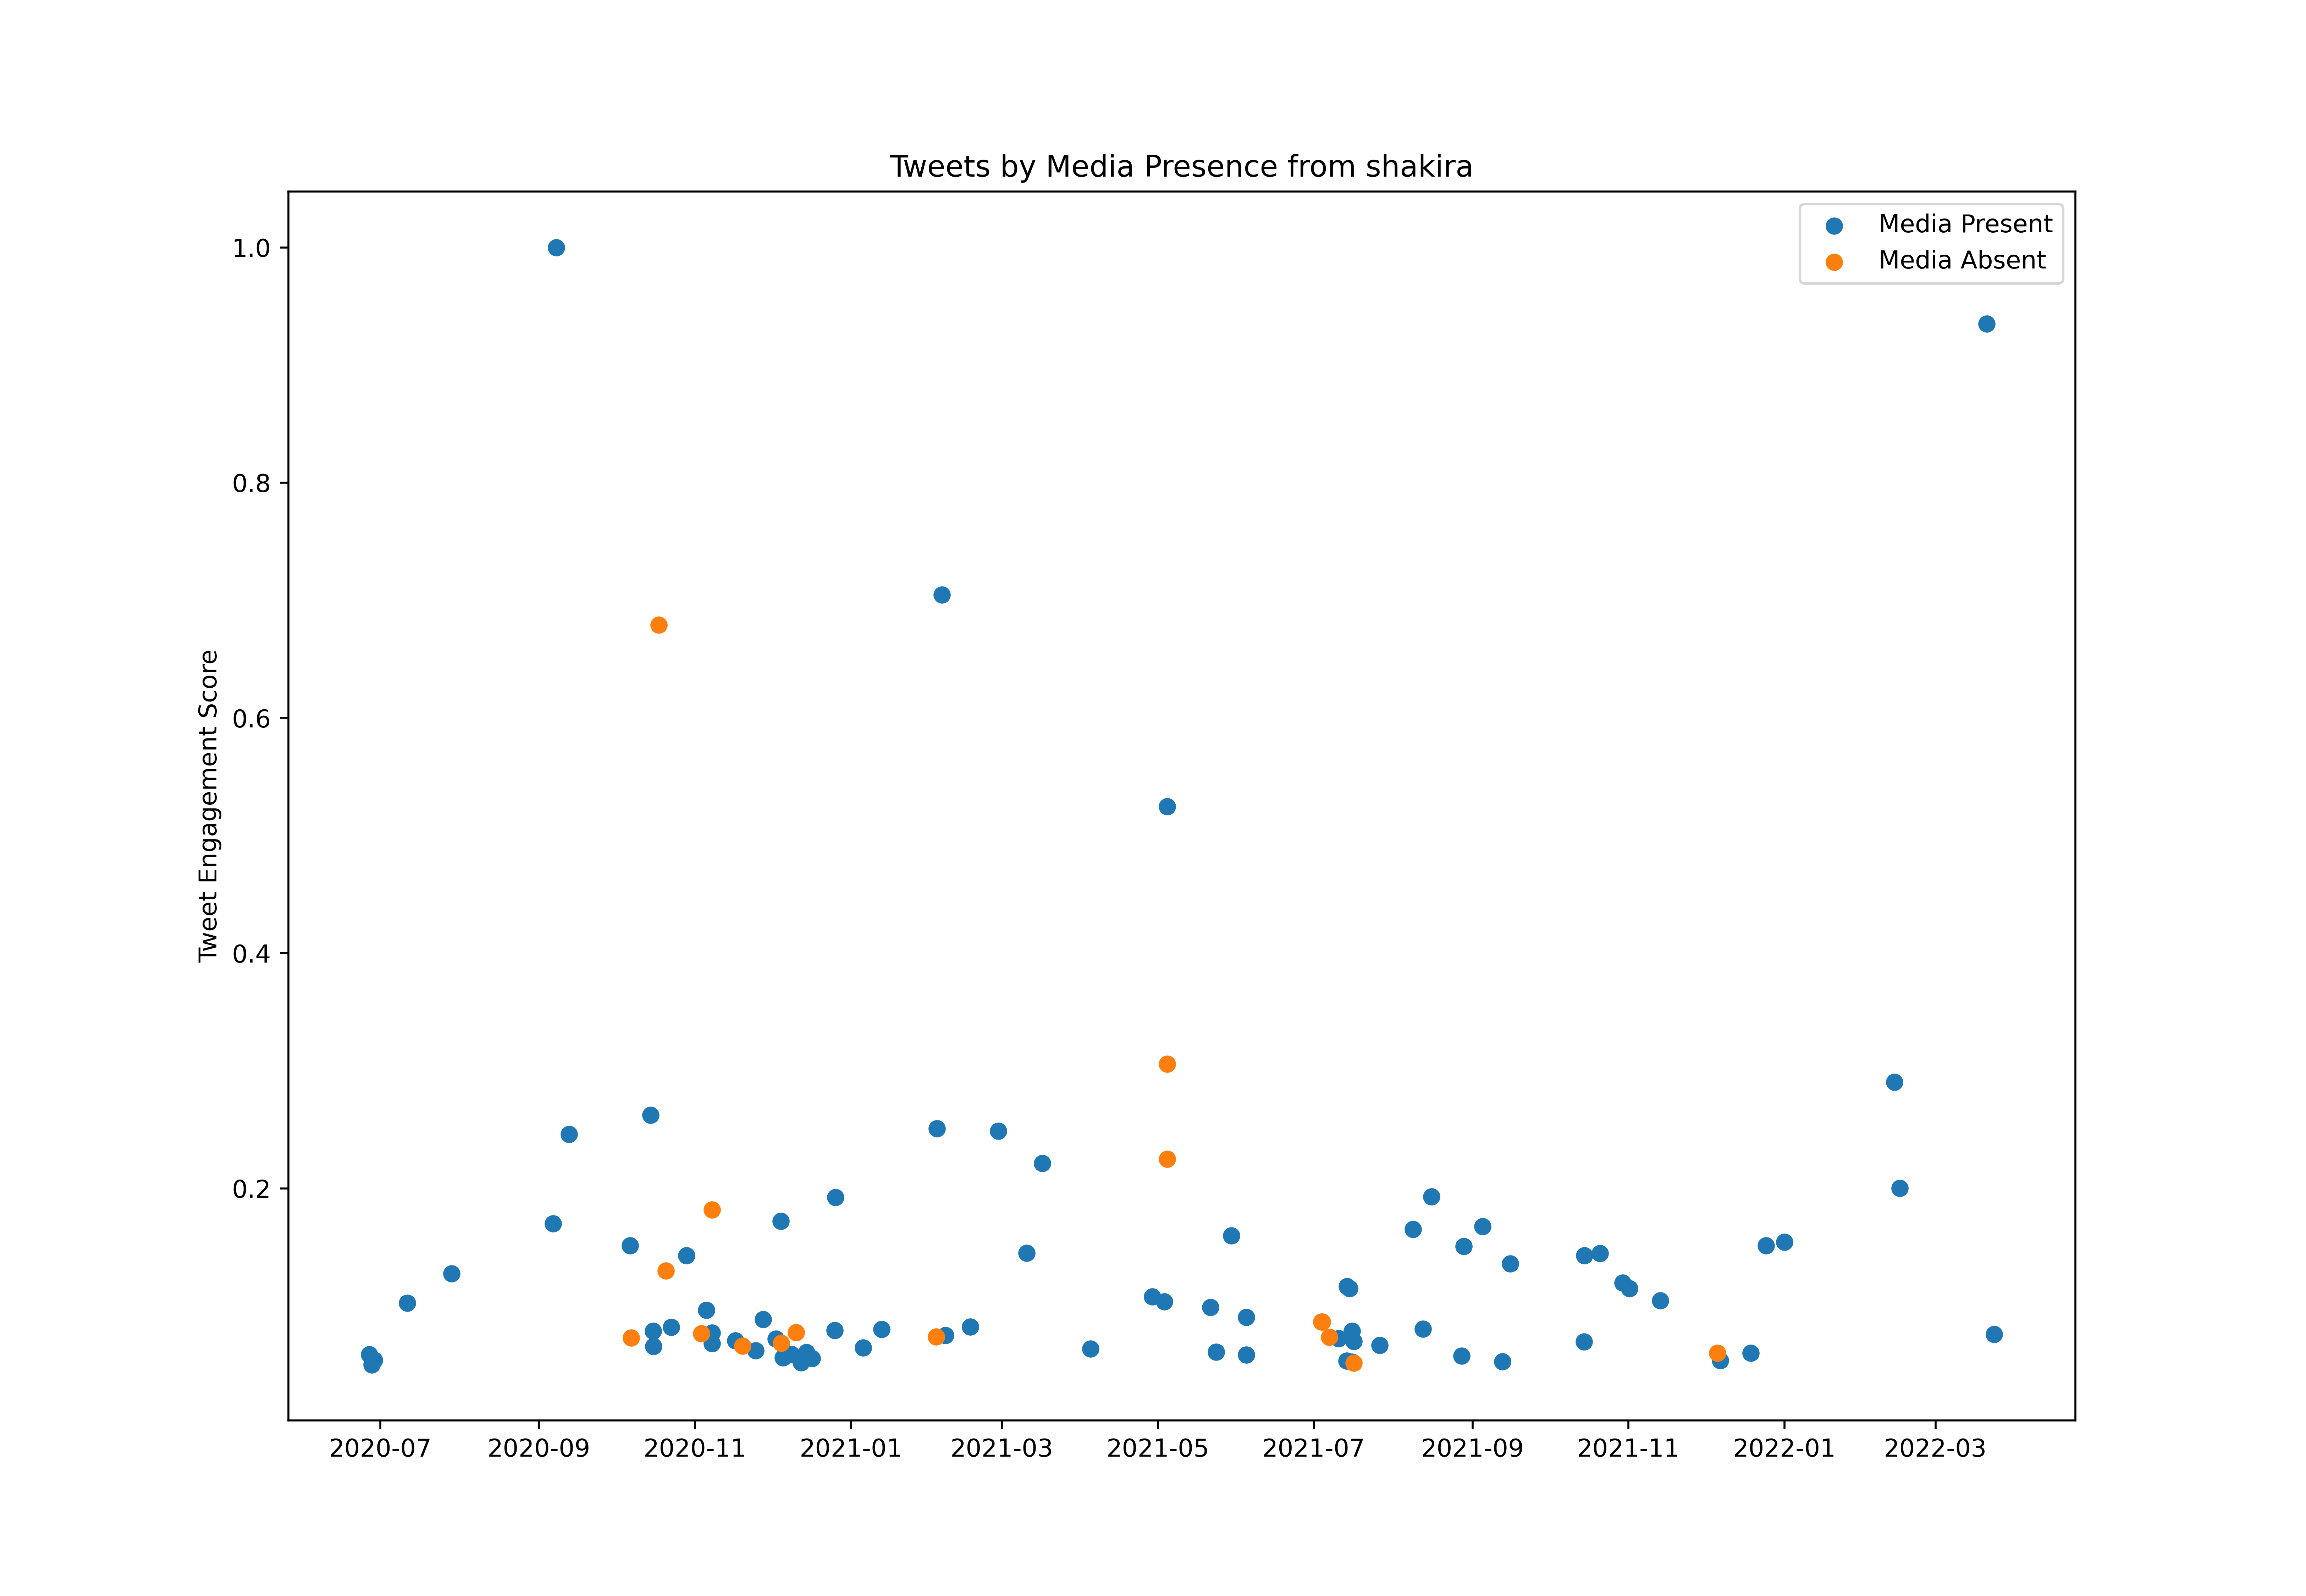 Tweets by Media Presence from shakira
Media Present
Media Absent
Tweet Engagement Score
1.0
0.8
0.6
0.4
0.2
2020-07 2020-09 2020-11 2021-01 2021-03 2021-05 2021-07 2021-09 2021-11 2022-01 2022-03